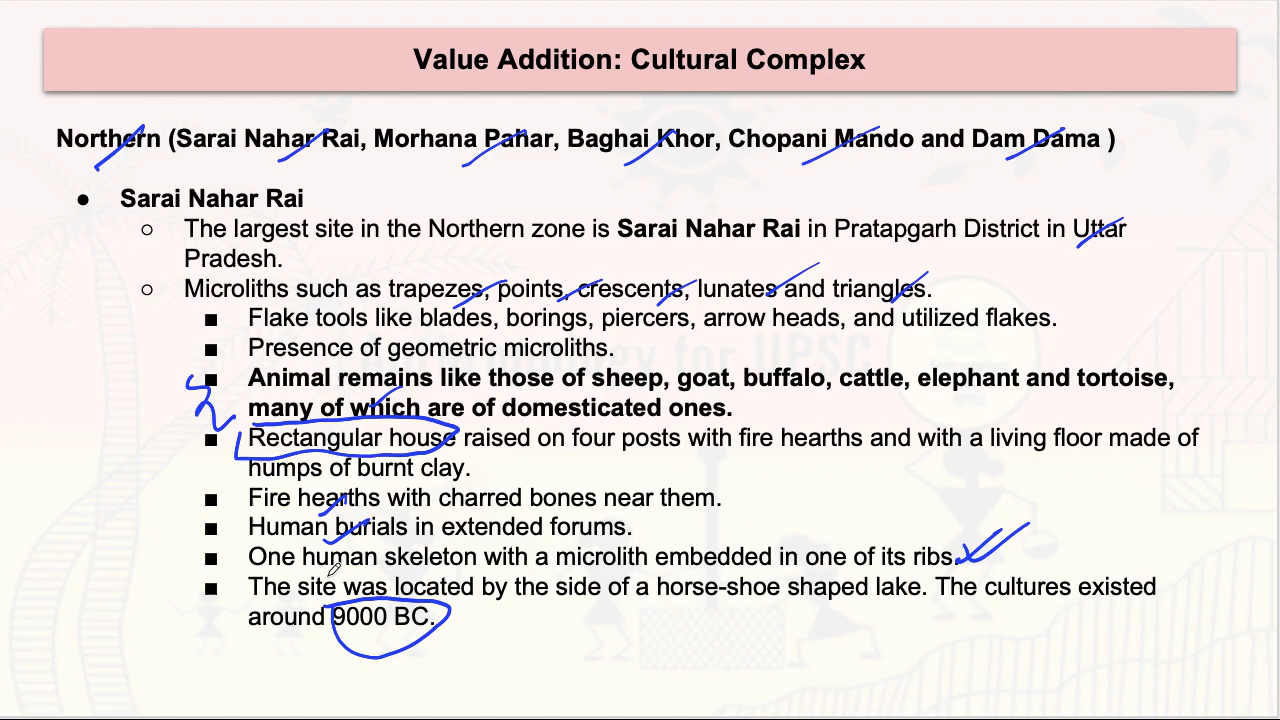 Value Addition: Cultural Complex
Northern (Sarai Nahar Rai, Morhana Pahar, Baghai Khor, Chopani Mando and Dam Dama )
● Sarai Nahar Rai
○ The largest site in the Northern zone is Sarai Nahar Rai in Pratapgarh District in Uttar
Pradesh.
○ Microliths such as trapezes, points, crescents, lunates and triangles.
■ Flake tools like blades, borings, piercers, arrow heads, and utilized flakes.
■ Presence of geometric microliths.
■ Animal remains like those of sheep, goat, buffalo, cattle, elephant and tortoise,
many of which are of domesticated ones.
■ Rectangular house raised on four posts with fire hearths and with a living floor made of
humps of burnt clay.
■ Fire hearths with charred bones near them.
■ Human burials in extended forums.
■ One human skeleton with a microlith embedded in one of its ribs.
■ The site was located by the side of a horse-shoe shaped lake. The cultures existed
around 9000 BC.